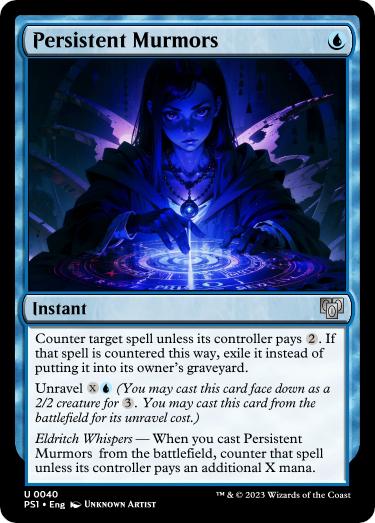 Persistent Murmors
Instant
Counter target spell unless its controller pays 2. If
that spell is countered this way, exile it instead of
putting it into its owner's graveyard.
Unravel X (You may cast this card face down as a
2/2 creature for 3. You may cast this card from the
battlefield for its unravel cost.)
Eldritch Whispers — When you cast Persistent
Murmors from the battlefield, counter that spell
unless its controller pays an additional X mana.
U 0040
PS1 • Eng Unknown Artist
™ & © 2023 Wizards of the Coast